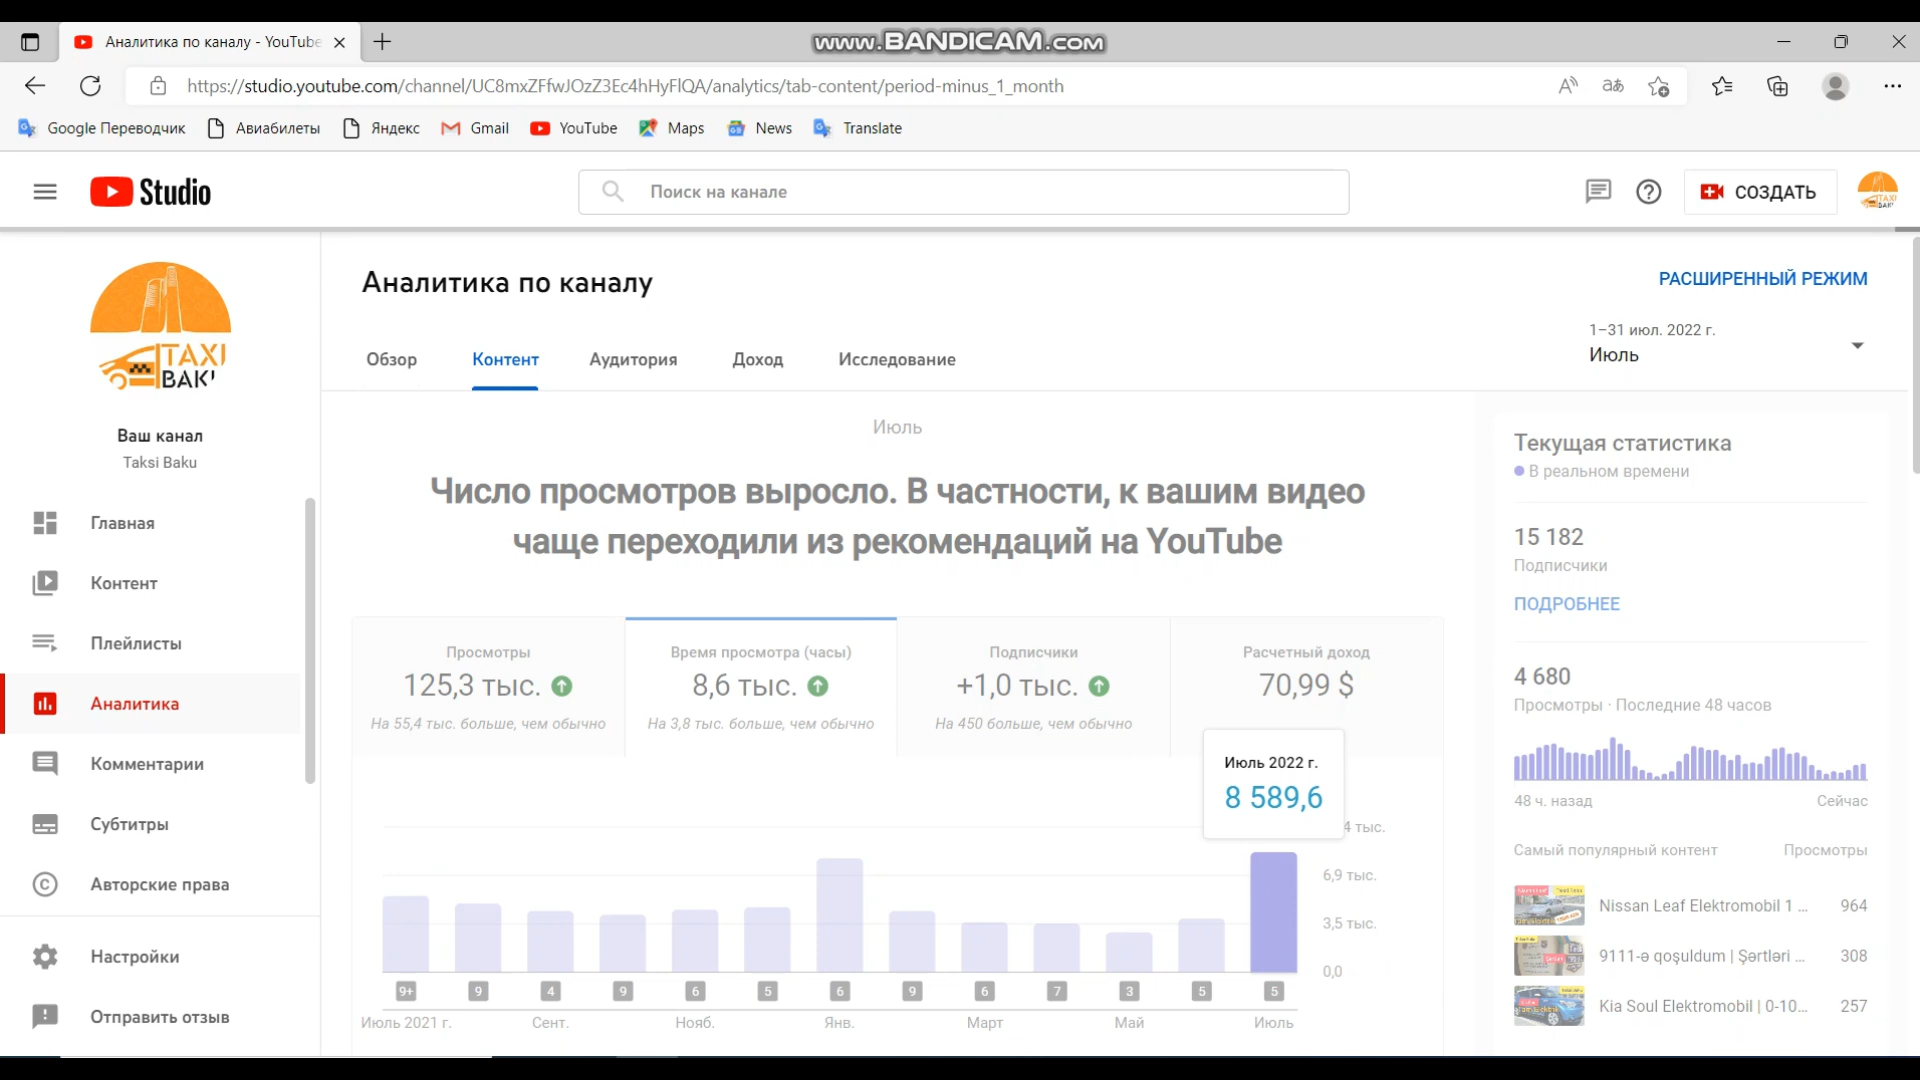 Аналитика по каналу - YouTube
www.BANDICAM.com
https://studio.youtube.com/channel/UC8mxZFfwJOzZ3Ec4hHyFlQA/analytics/tab-content/period-minus_1_month
Google Переводчик
Авиабилеты
Яндекс
Gmail
YouTube
Maps
News
Translate
Studio
Поиск на канале
СОЗДАТЬ
TAXI
BAKI
Ваш канал
Taksi Baku
Главная
Контент
Плейлисты
Аналитика
Комментарии
Субтитры
Авторские права
Настройки
Отправить отзыв
Аналитика по каналу
РАСШИРЕННЫЙ РЕЖИМ
Обзор
Контент
Аудитория
Доход
Исследование
1–31 июл. 2022 г.
Июль
Июль
Число просмотров выросло. В частности, к вашим видео
чаще переходили из рекомендаций на YouTube
Просмотры
125,3 тыс.
На 55,4 тыс. больше, чем обычно
Время просмотра (часы)
8,6 тыс.
На 3,8 тыс. больше, чем обычно
Подписчики
+1,0 тыс.
На 450 больше, чем обычно
Расчетный доход
70,99 $
Июль 2022 г.
8 589,6
4 тыс.
6,9 тыс.
3,5 тыс.
0,0
9+ 9 4 9 6 5 6 9 6 7 3 5 5
Июль 2021 г. Сент. Нояб. Янв. Март Май Июль
Текущая статистика
В реальном времени
15 182
Подписчики
ПОДРОБНЕЕ
4 680
Просмотры · Последние 48 часов
48 ч. назад Сейчас
Самый популярный контент Просмотры
Nissan Leaf Elektromobil 1 ... 964
9111-ə qoşuldum | Şərtləri ... 308
Kia Soul Elektromobil | 0-10... 257